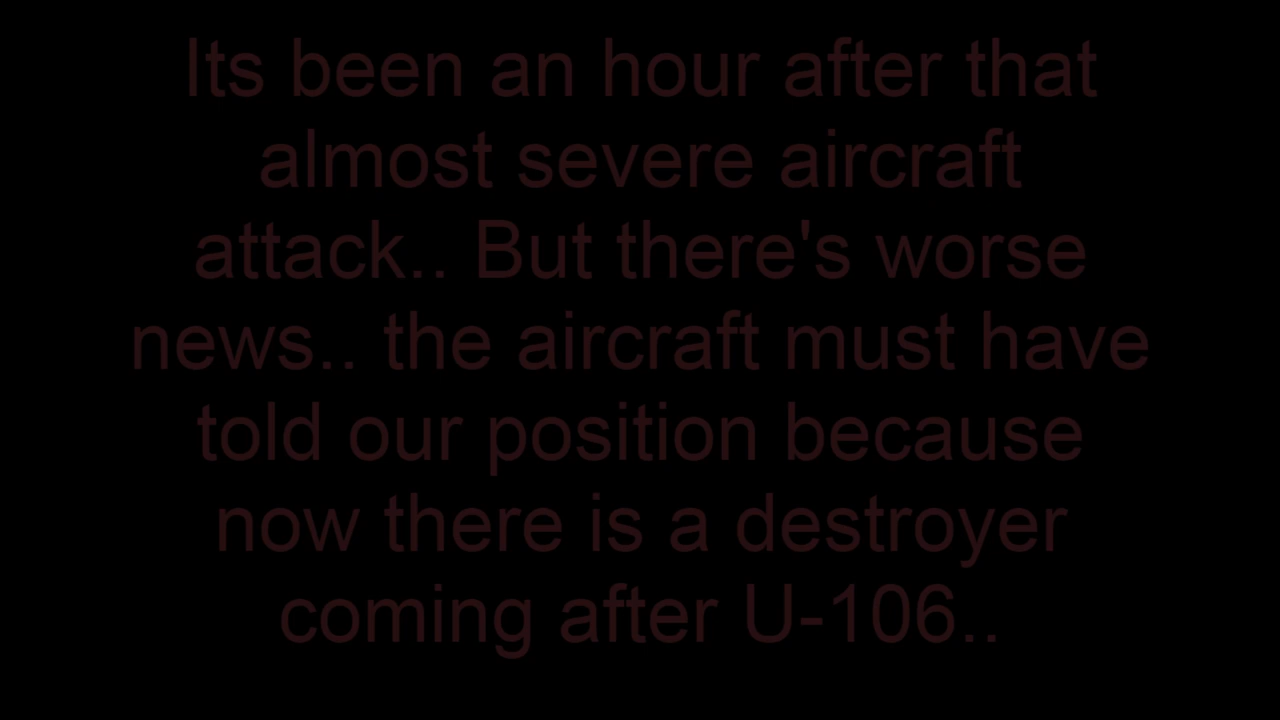 Its been an hour after that
almost severe aircraft
attack.. But there's worse
news.. the aircraft must have
told our position because
now there is a destroyer
coming after U-106..